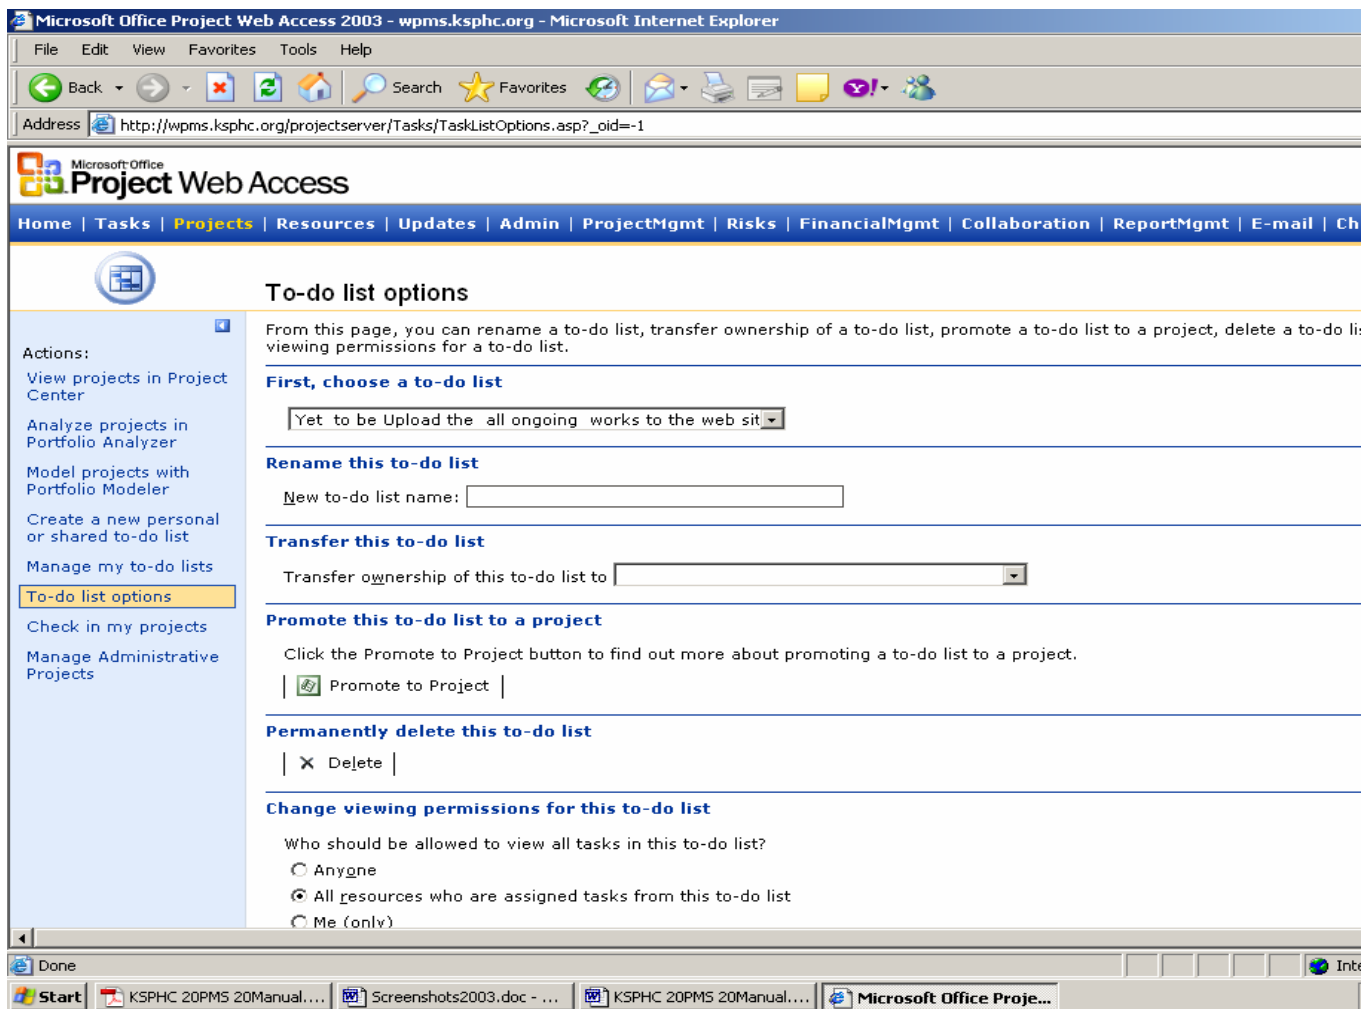 Microsoft Office Project Web Access 2003 - wpms.ksphc.org - Microsoft Internet Explorer
File Edit View Favorites Tools Help
Back Search Favorites
Address http://wpms.ksphc.org/projectserver/Tasks/TaskListOptions.asp?_oid=-1
Microsoft Office
Project Web Access
Home | Tasks | Projects | Resources | Updates | Admin | ProjectMgmt | Risks | FinancialMgmt | Collaboration | ReportMgmt | E-mail | Ch
To-do list options
From this page, you can rename a to-do list, transfer ownership of a to-do list, promote a to-do list to a project, delete a to-do lis
viewing permissions for a to-do list.
Actions:
View projects in Project
Center
Analyze projects in
Portfolio Analyzer
Model projects with
Portfolio Modeler
Create a new personal
or shared to-do list
Manage my to-do lists
To-do list options
Check in my projects
Manage Administrative
Projects
First, choose a to-do list
Yet to be Upload the all ongoing works to the web sit
Rename this to-do list
New to-do list name:
Transfer this to-do list
Transfer ownership of this to-do list to
Promote this to-do list to a project
Click the Promote to Project button to find out more about promoting a to-do list to a project.
| Promote to Project |
Permanently delete this to-do list
| Delete |
Change viewing permissions for this to-do list
Who should be allowed to view all tasks in this to-do list?
Anyone
All resources who are assigned tasks from this to-do list
Me (only)
Done Inte
Start KSPHC 20PMS 20Manual.... Screenshots2003.doc - ... KSPHC 20PMS 20Manual.... Microsoft Office Proje...